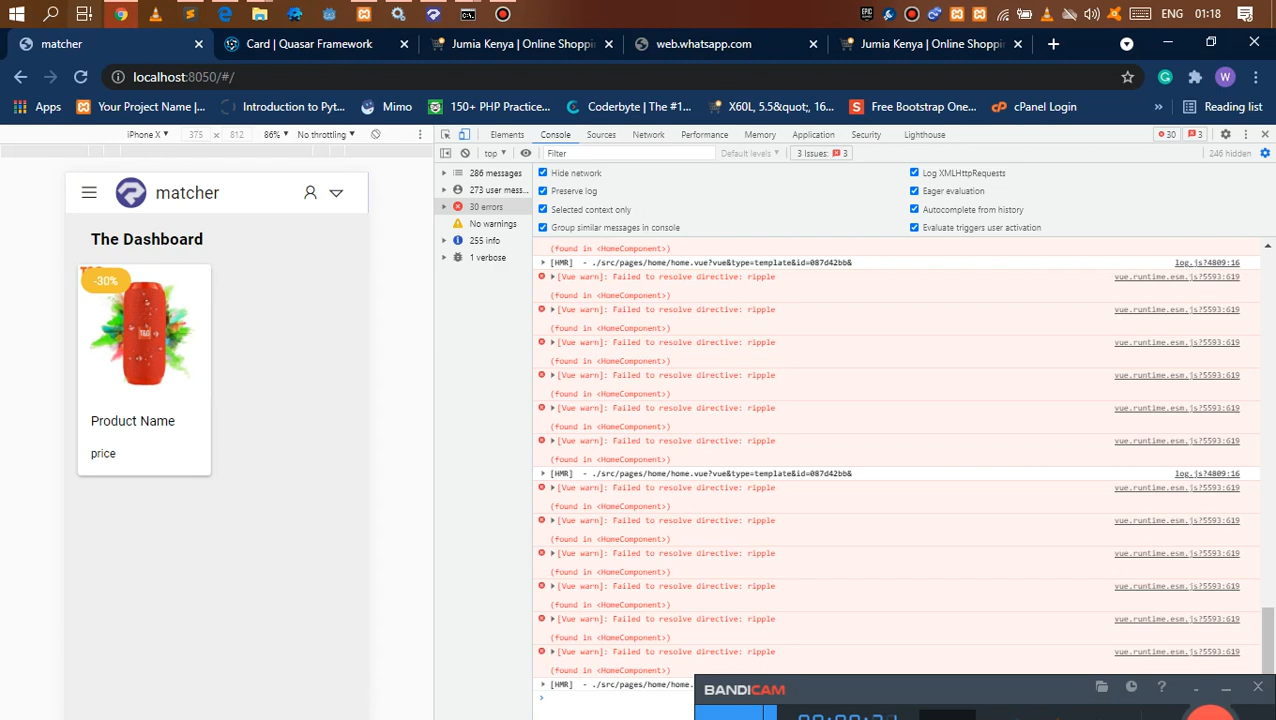 ENG 01:18
matcher Card | Quasar Framework Jumia Kenya | Online Shoppin web.whatsapp.com Jumia Kenya | Online Shoppin
localhost:8050/#/ W
Apps Your Project Name / Introduction to Pyth... Mimo 150+ PHP Practice... Coderbyte | The #1... X60L, 5.5&quot;, 16... Free Bootstrap One... cPanel Login » Reading list
iPhone X 375 × 812 86% No throttling
Elements Console Sources Network Performance Memory Application Security Lighthouse 30 3
top Filter Default levels 3 Issues: 3 246 hidden
matcher
The Dashboard
-30%
T&G
Product Name
price
286 messages
273 user mess...
30 errors
No warnings
255 info
1 verbose
Hide network Log XMLHttpRequests
Preserve log Eager evaluation
Selected context only Autocomplete from history
Group similar messages in console Evaluate triggers user activation
(found in <HomeComponent>)
[HMR]  - ./src/pages/home/home.vue?vue&type=template&id=087d42bb& log.js?4809:16
[Vue warn]: Failed to resolve directive: ripple vue.runtime.esm.js?5593:619
(found in <HomeComponent>)
[Vue warn]: Failed to resolve directive: ripple vue.runtime.esm.js?5593:619
(found in <HomeComponent>)
[Vue warn]: Failed to resolve directive: ripple vue.runtime.esm.js?5593:619
(found in <HomeComponent>)
[Vue warn]: Failed to resolve directive: ripple vue.runtime.esm.js?5593:619
(found in <HomeComponent>)
[Vue warn]: Failed to resolve directive: ripple vue.runtime.esm.js?5593:619
(found in <HomeComponent>)
[Vue warn]: Failed to resolve directive: ripple vue.runtime.esm.js?5593:619
(found in <HomeComponent>)
[HMR]  - ./src/pages/home/home.vue?vue&type=template&id=087d42bb& log.js?4809:16
[Vue warn]: Failed to resolve directive: ripple vue.runtime.esm.js?5593:619
(found in <HomeComponent>)
[Vue warn]: Failed to resolve directive: ripple vue.runtime.esm.js?5593:619
(found in <HomeComponent>)
[Vue warn]: Failed to resolve directive: ripple vue.runtime.esm.js?5593:619
(found in <HomeComponent>)
[Vue warn]: Failed to resolve directive: ripple vue.runtime.esm.js?5593:619
(found in <HomeComponent>)
[Vue warn]: Failed to resolve directive: ripple vue.runtime.esm.js?5593:619
(found in <HomeComponent>)
[Vue warn]: Failed to resolve directive: ripple vue.runtime.esm.js?5593:619
(found in <HomeComponent>)
[HMR]  - ./src/pages/home/home.
BANDICAM